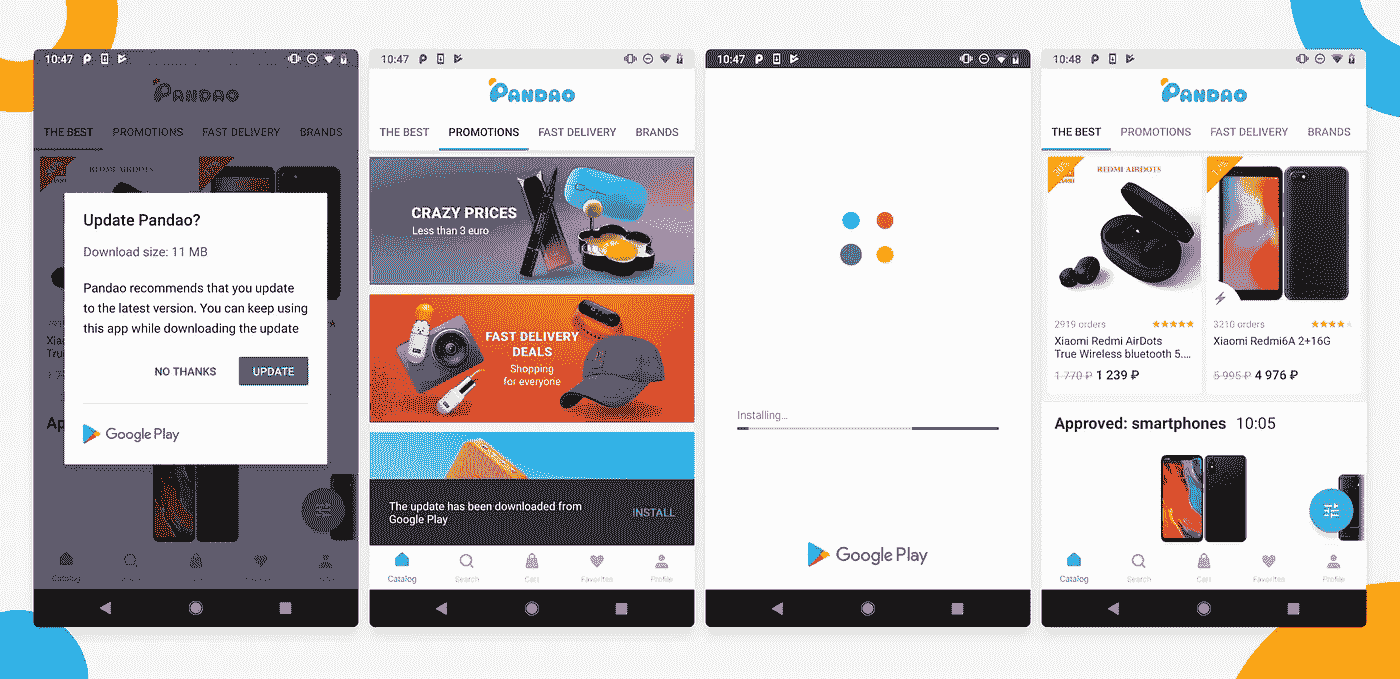 10:47
PANDAO
THE BEST PROMOTIONS FAST DELIVERY BRANDS
REDMI AIRDOTS
Update Pandao?
Download size: 11 MB
Pandao recommends that you update
to the latest version. You can keep using
this app while downloading the update
NO THANKS UPDATE
Google Play
Catalog
10:47
PANDAO
THE BEST PROMOTIONS FAST DELIVERY BRANDS
CRAZY PRICES
Less than 3 euro
FAST DELIVERY
DEALS
Shopping
for everyone
The update has been downloaded from
Google Play
INSTALL
Catalog Search Cart Favorites Profile
10:47
Installing...
Google Play
10:48
PANDAO
THE BEST PROMOTIONS FAST DELIVERY BRANDS
REDMI AIRDOTS
2919 orders
Xiaomi Redmi AirDots
True Wireless bluetooth 5....
1 770 ₽ 1 239 ₽
3210 orders
Xiaomi Redmi6A 2+16G
5 995 ₽ 4 976 ₽
Approved: smartphones 10:05
Catalog Search Cart Favorites Profile